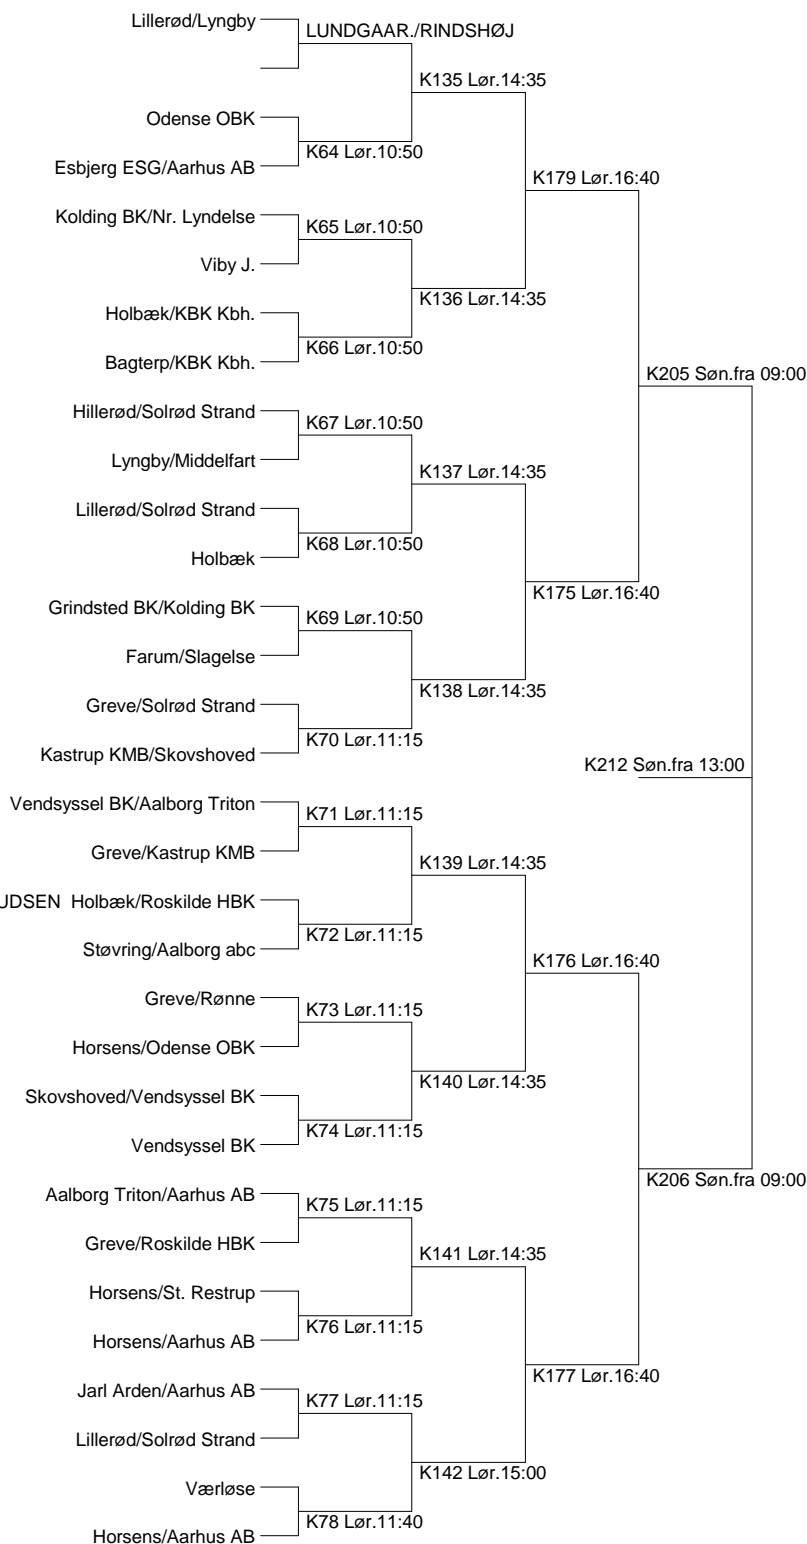 Lillerød/Lyngby
LUNDGAAR./RINDSHØJ
K135 Lør.14:35
Odense OBK
K64 Lør.10:50
Esbjerg ESG/Aarhus AB
K179 Lør.16:40
Kolding BK/Nr. Lyndelse
K65 Lør.10:50
Viby J.
K136 Lør.14:35
Holbæk/KBK Kbh.
K66 Lør.10:50
Bagterp/KBK Kbh.
K205 Søn.fra 09:00
Hillerød/Solrød Strand
K67 Lør.10:50
Lyngby/Middelfart
K137 Lør.14:35
Lillerød/Solrød Strand
K68 Lør.10:50
Holbæk
K175 Lør.16:40
Grindsted BK/Kolding BK
K69 Lør.10:50
Farum/Slagelse
K138 Lør.14:35
Greve/Solrød Strand
K70 Lør.11:15
Kastrup KMB/Skovshoved
K212 Søn.fra 13:00
Vendsyssel BK/Aalborg Triton
K71 Lør.11:15
Greve/Kastrup KMB
K139 Lør.14:35
UDSEN  Holbæk/Roskilde HBK
K72 Lør.11:15
Støvring/Aalborg abc
K176 Lør.16:40
Greve/Rønne
K73 Lør.11:15
Horsens/Odense OBK
K140 Lør.14:35
Skovshoved/Vendsyssel BK
K74 Lør.11:15
Vendsyssel BK
K206 Søn.fra 09:00
Aalborg Triton/Aarhus AB
K75 Lør.11:15
Greve/Roskilde HBK
K141 Lør.14:35
Horsens/St. Restrup
K76 Lør.11:15
Horsens/Aarhus AB
K177 Lør.16:40
Jarl Arden/Aarhus AB
K77 Lør.11:15
Lillerød/Solrød Strand
K142 Lør.15:00
Værløse
K78 Lør.11:40
Horsens/Aarhus AB